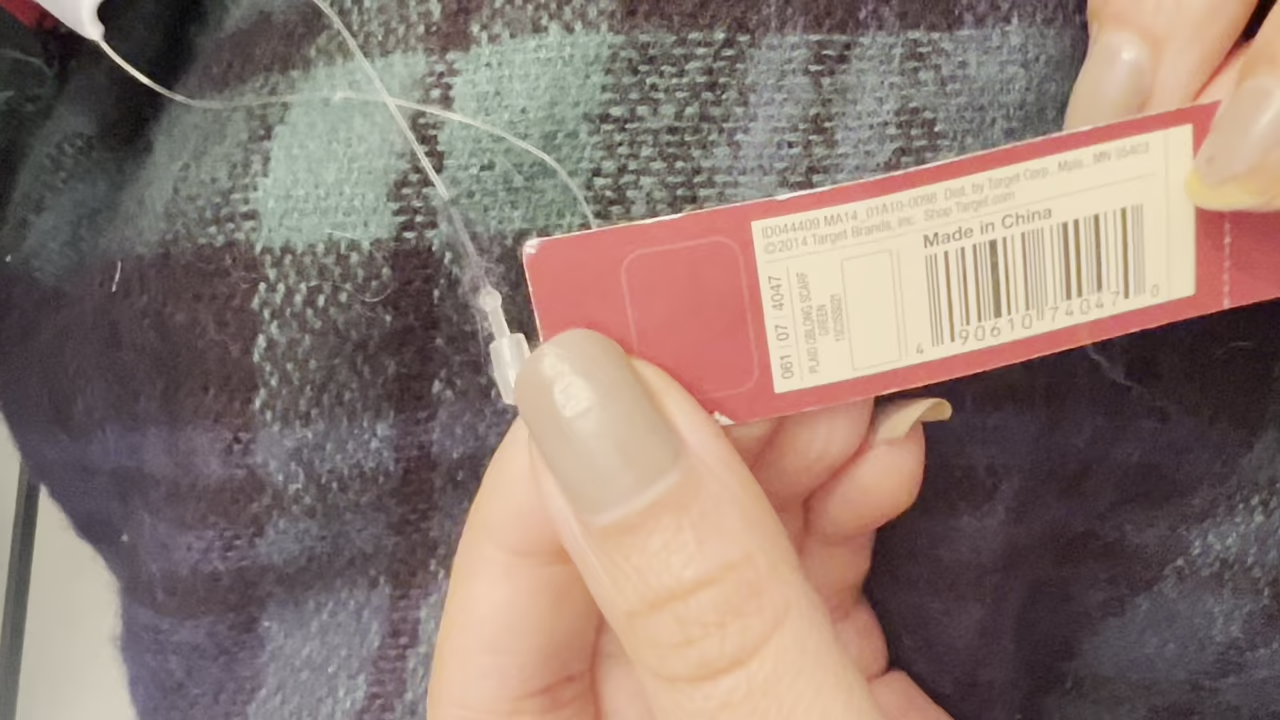 ID044409 MA14_01A10-0098 Dist. by Target Corp., Mpls., MN 55403
©2014 Target Brands, Inc. Shop Target.com
Made in China
061 | 07 | 4047
PLAID OBLONG SCARF
GREEN
4 90610 74047 0